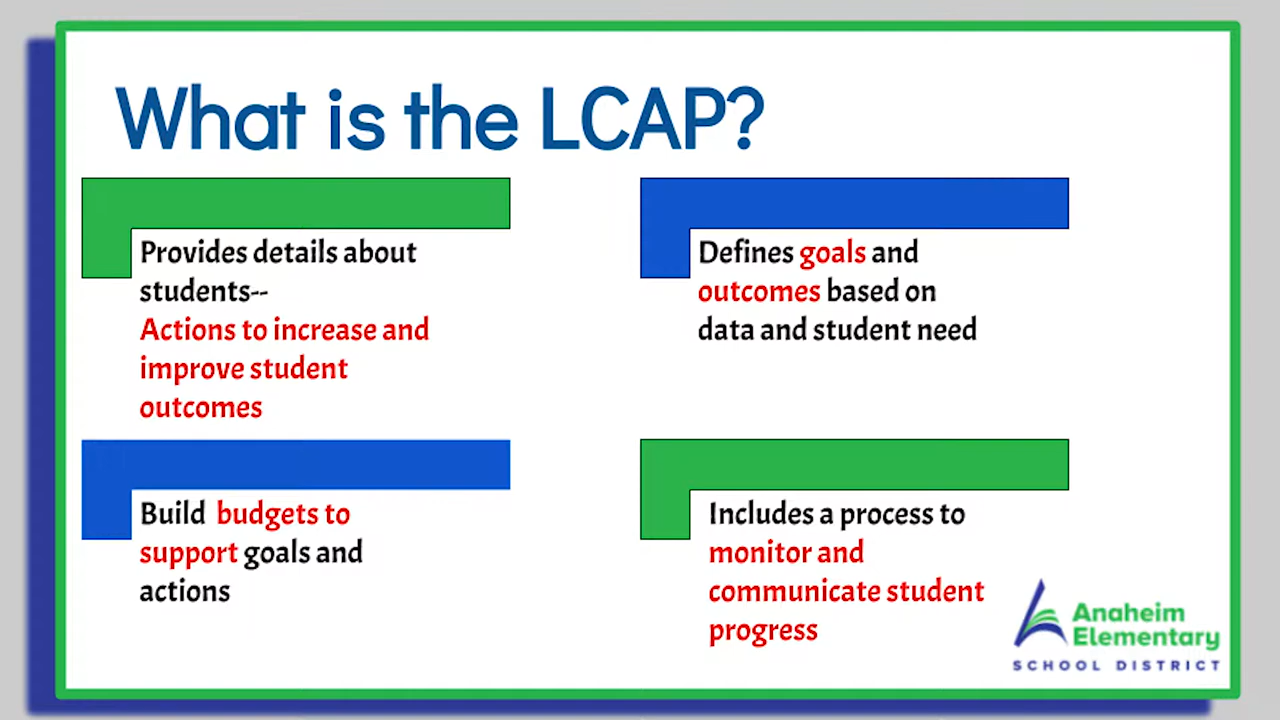 What is the LCAP?
Provides details about
students--
Actions to increase and
improve student
outcomes
Defines goals and
outcomes based on
data and student need
Build budgets to
support goals and
actions
Includes a process to
monitor and
communicate student
progress
Anaheim
Elementary
SCHOOL DISTRICT